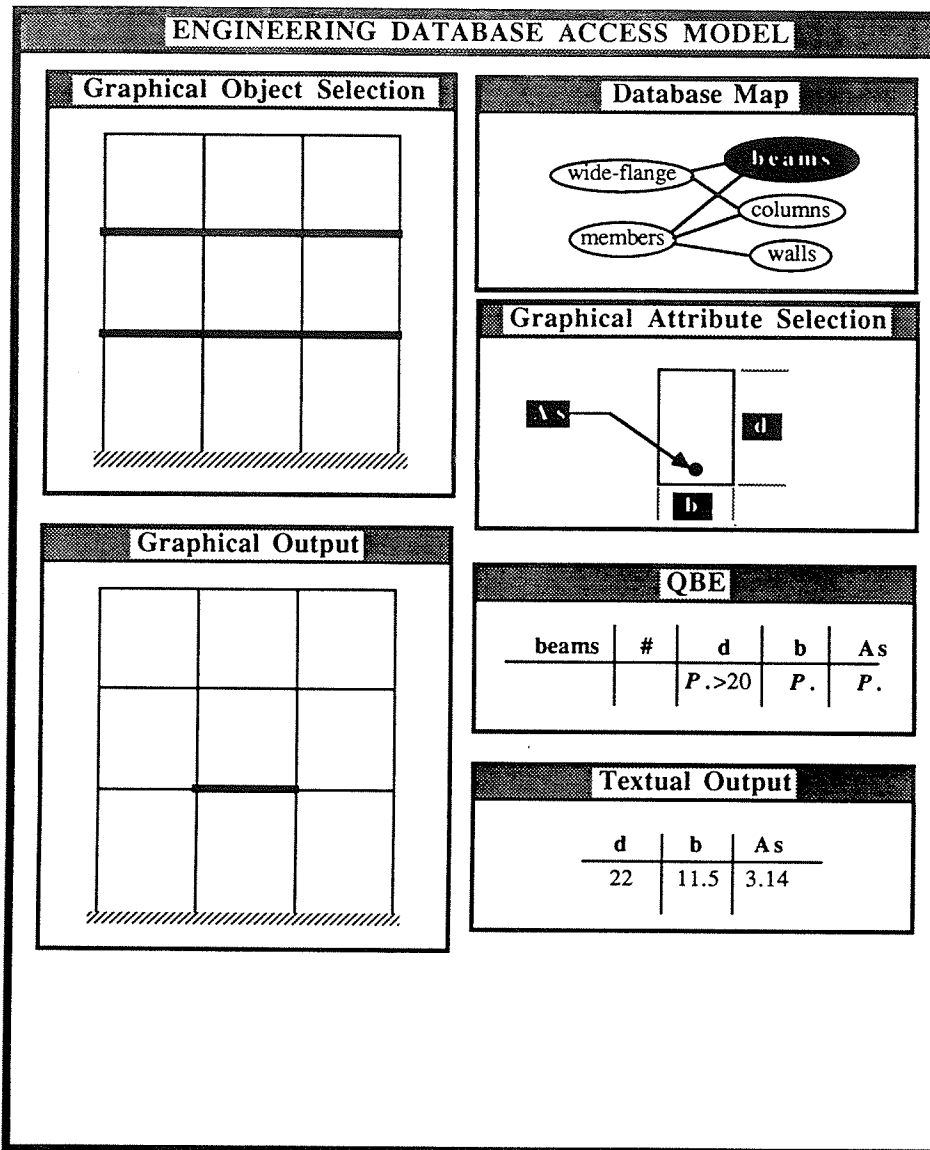 ENGINEERING DATABASE ACCESS MODEL
Graphical Object Selection
Database Map
beams
wide-flange
columns
members
walls
Graphical Attribute Selection
As
d
b
Graphical Output
QBE
beams # d b As
P.>20 P. P.
Textual Output
d b As
22 11.5 3.14